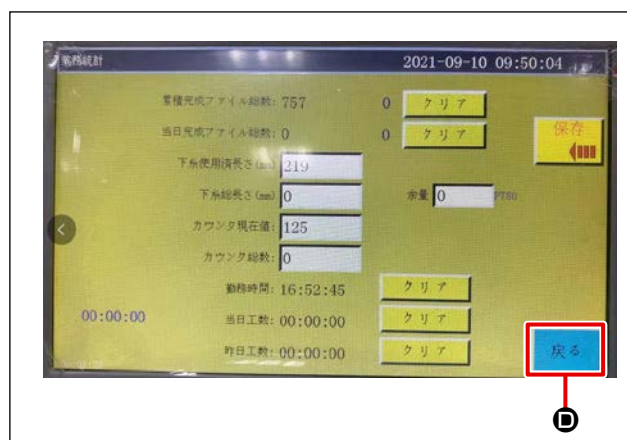 業務統計 2021-09-10 09:50:04
蓄積完成ファイル総数: 757 0 クリア
当日完成ファイル総数: 0 0 クリア
保存
下糸使用済長さ(mm) 219
下糸総長さ(mm) 0 余量 0
カウンタ現在値: 125
カウンタ総数: 0
勤務時間: 16:52:45 クリア
00:00:00 当日工数: 00:00:00 クリア
昨日工数: 00:00:00 クリア
戻る
D